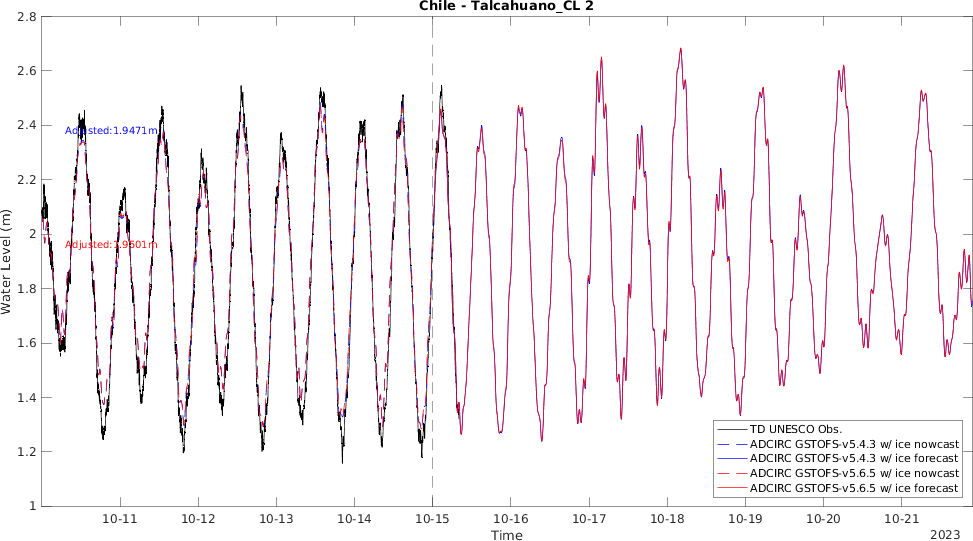 Chile - Talcahuano_CL 2
Water Level (m)
2.8
2.6
2.4
2.2
2
1.8
1.6
1.4
1.2
1
Adjusted:1.9471m
Adjusted:1.9501m
TD UNESCO Obs.
ADCIRC GSTOFS-v5.4.3 w/ ice nowcast
ADCIRC GSTOFS-v5.4.3 w/ ice forecast
ADCIRC GSTOFS-v5.6.5 w/ ice nowcast
ADCIRC GSTOFS-v5.6.5 w/ ice forecast
10-11 10-12 10-13 10-14 10-15 10-16 10-17 10-18 10-19 10-20 10-21
Time
2023